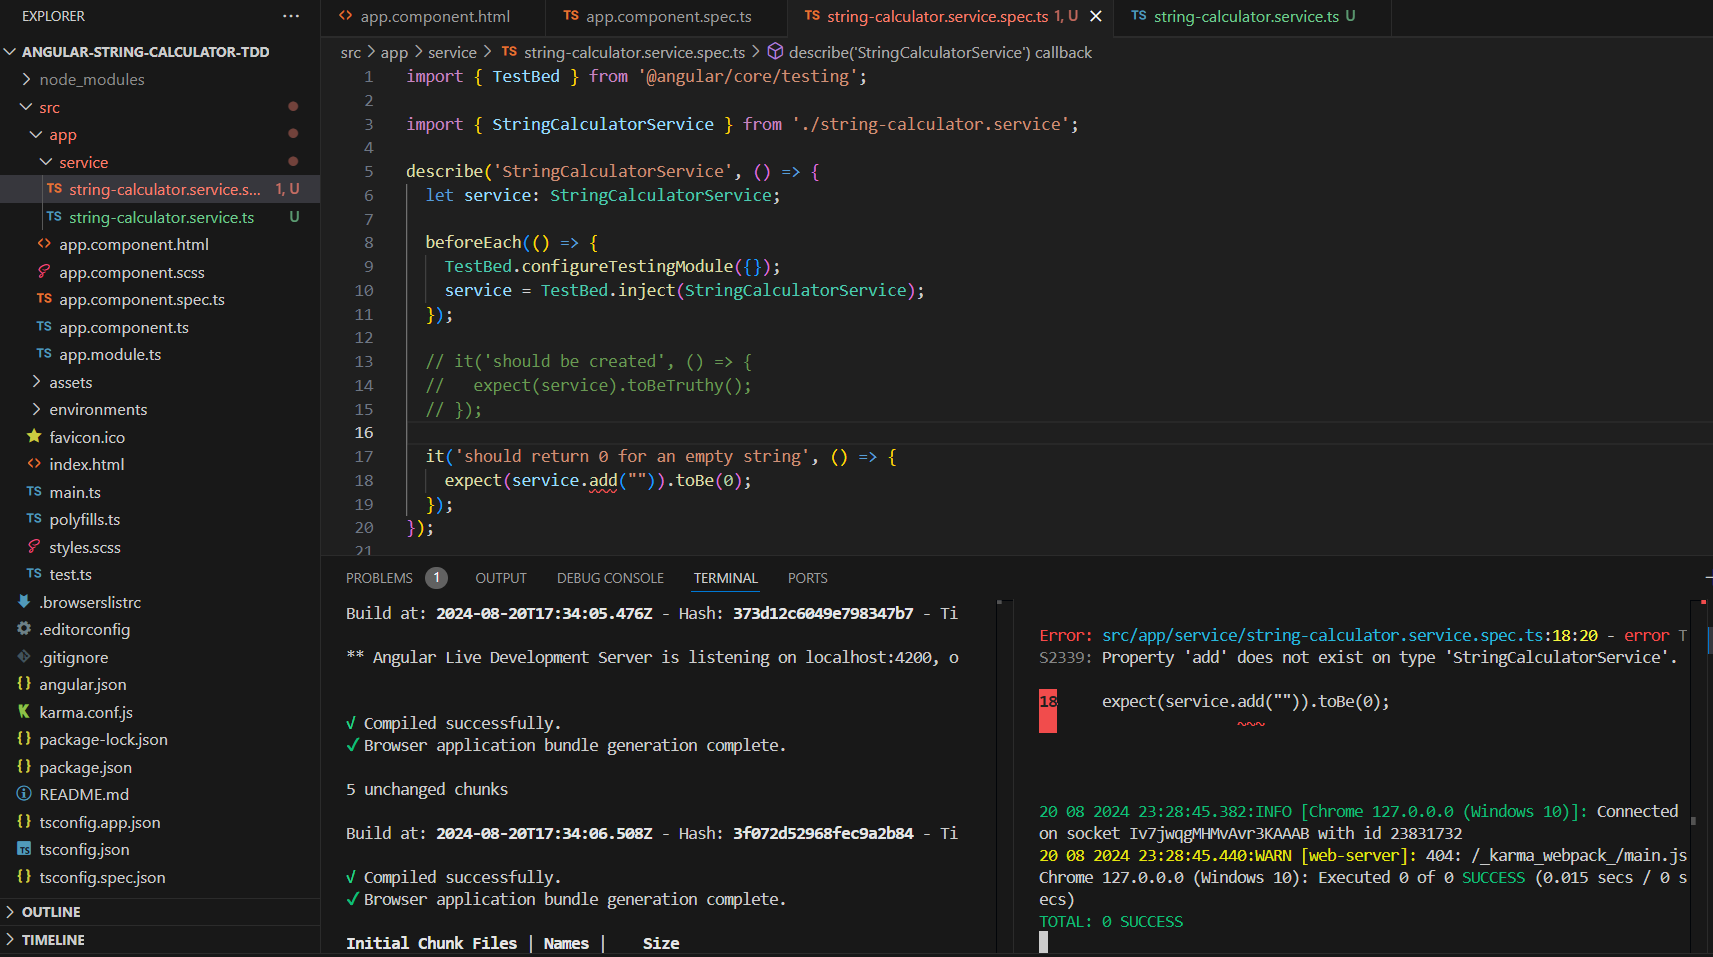 EXPLORER
ANGULAR-STRING-CALCULATOR-TDD
node_modules
src
app
service
TS string-calculator.service.s... 1, U
TS string-calculator.service.ts U
<> app.component.html
app.component.scss
TS app.component.spec.ts
TS app.component.ts
TS app.module.ts
assets
environments
favicon.ico
<> index.html
TS main.ts
TS polyfills.ts
styles.scss
TS test.ts
.browserslistrc
.editorconfig
.gitignore
{} angular.json
karma.conf.js
{} package-lock.json
{} package.json
README.md
{} tsconfig.app.json
TS tsconfig.json
{} tsconfig.spec.json
OUTLINE
TIMELINE
<> app.component.html
TS app.component.spec.ts
TS string-calculator.service.spec.ts 1, U
TS string-calculator.service.ts U
src > app > service > TS string-calculator.service.spec.ts > describe('StringCalculatorService') callback
1 import { TestBed } from '@angular/core/testing';
2
3 import { StringCalculatorService } from './string-calculator.service';
4
5 describe('StringCalculatorService', () => {
6 let service: StringCalculatorService;
7
8 beforeEach(() => {
9 TestBed.configureTestingModule({});
10 service = TestBed.inject(StringCalculatorService);
11 });
12
13 // it('should be created', () => {
14 // expect(service).toBeTruthy();
15 // });
16
17 it('should return 0 for an empty string', () => {
18 expect(service.add("")).toBe(0);
19 });
20 });
21
PROBLEMS 1 OUTPUT DEBUG CONSOLE TERMINAL PORTS
Build at: 2024-08-20T17:34:05.476Z - Hash: 373d12c6049e798347b7 - Ti
** Angular Live Development Server is listening on localhost:4200, o
√ Compiled successfully.
✔ Browser application bundle generation complete.
5 unchanged chunks
Build at: 2024-08-20T17:34:06.508Z - Hash: 3f072d52968fec9a2b84 - Ti
√ Compiled successfully.
✔ Browser application bundle generation complete.
Initial Chunk Files | Names | Size
Error: src/app/service/string-calculator.service.spec.ts:18:20 - error T
S2339: Property 'add' does not exist on type 'StringCalculatorService'.
18 expect(service.add("")).toBe(0);
~~~
20 08 2024 23:28:45.382:INFO [Chrome 127.0.0.0 (Windows 10)]: Connected
on socket Iv7jwqgMHMvAvr3KAAAB with id 23831732
20 08 2024 23:28:45.440:WARN [web-server]: 404: /_karma_webpack_/main.js
Chrome 127.0.0.0 (Windows 10): Executed 0 of 0 SUCCESS (0.015 secs / 0 s
ecs)
TOTAL: 0 SUCCESS